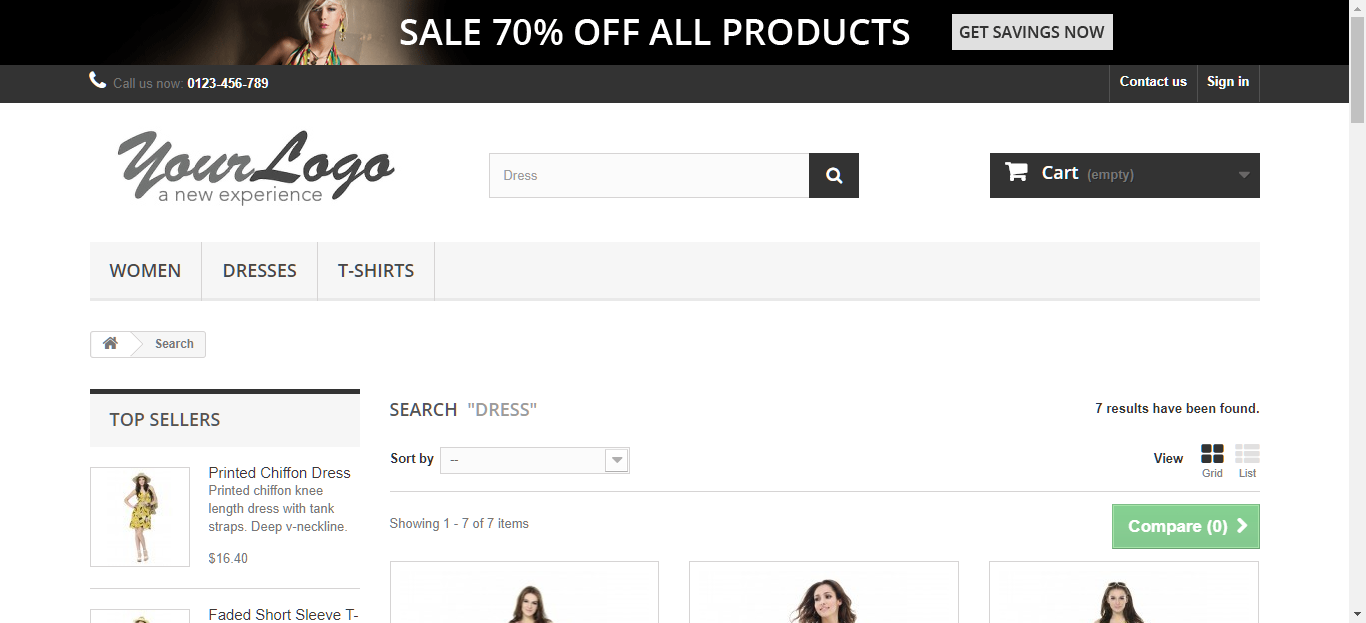 SALE 70% OFF ALL PRODUCTS GET SAVINGS NOW
Call us now: 0123-456-789 Contact us Sign in
YourLogo
a new experience
Dress
Cart (empty)
WOMEN DRESSES T-SHIRTS
Search
TOP SELLERS
Printed Chiffon Dress
Printed chiffon knee
length dress with tank
straps. Deep v-neckline.
$16.40
Faded Short Sleeve T-
SEARCH "DRESS" 7 results have been found.
Sort by -- View Grid List
Showing 1 - 7 of 7 items Compare (0)